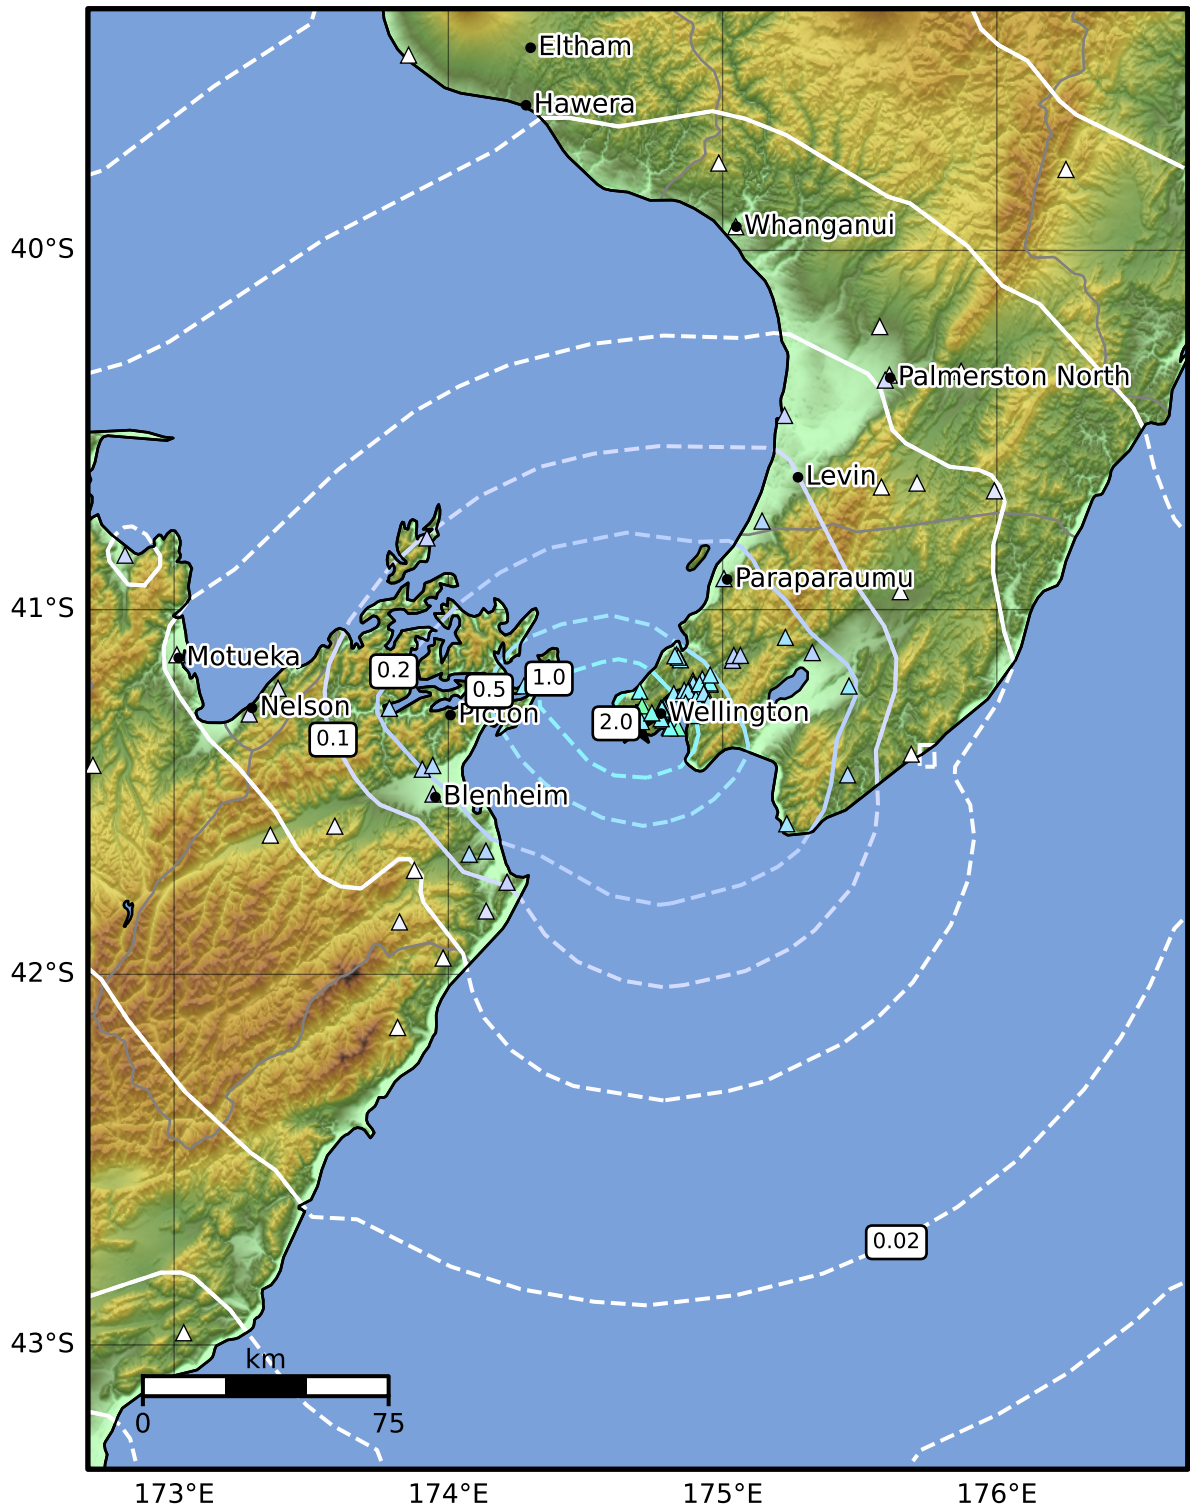 Eltham
Hawera
Whanganui
40°S
Palmerston North
Levin
Paraparaumu
41°S
Motueka
0.2
1.0
0.5
Nelson
Picton
Wellington
2.0
0.1
Blenheim
42°S
0.02
43°S
km
0 75
173°E 174°E 175°E 176°E